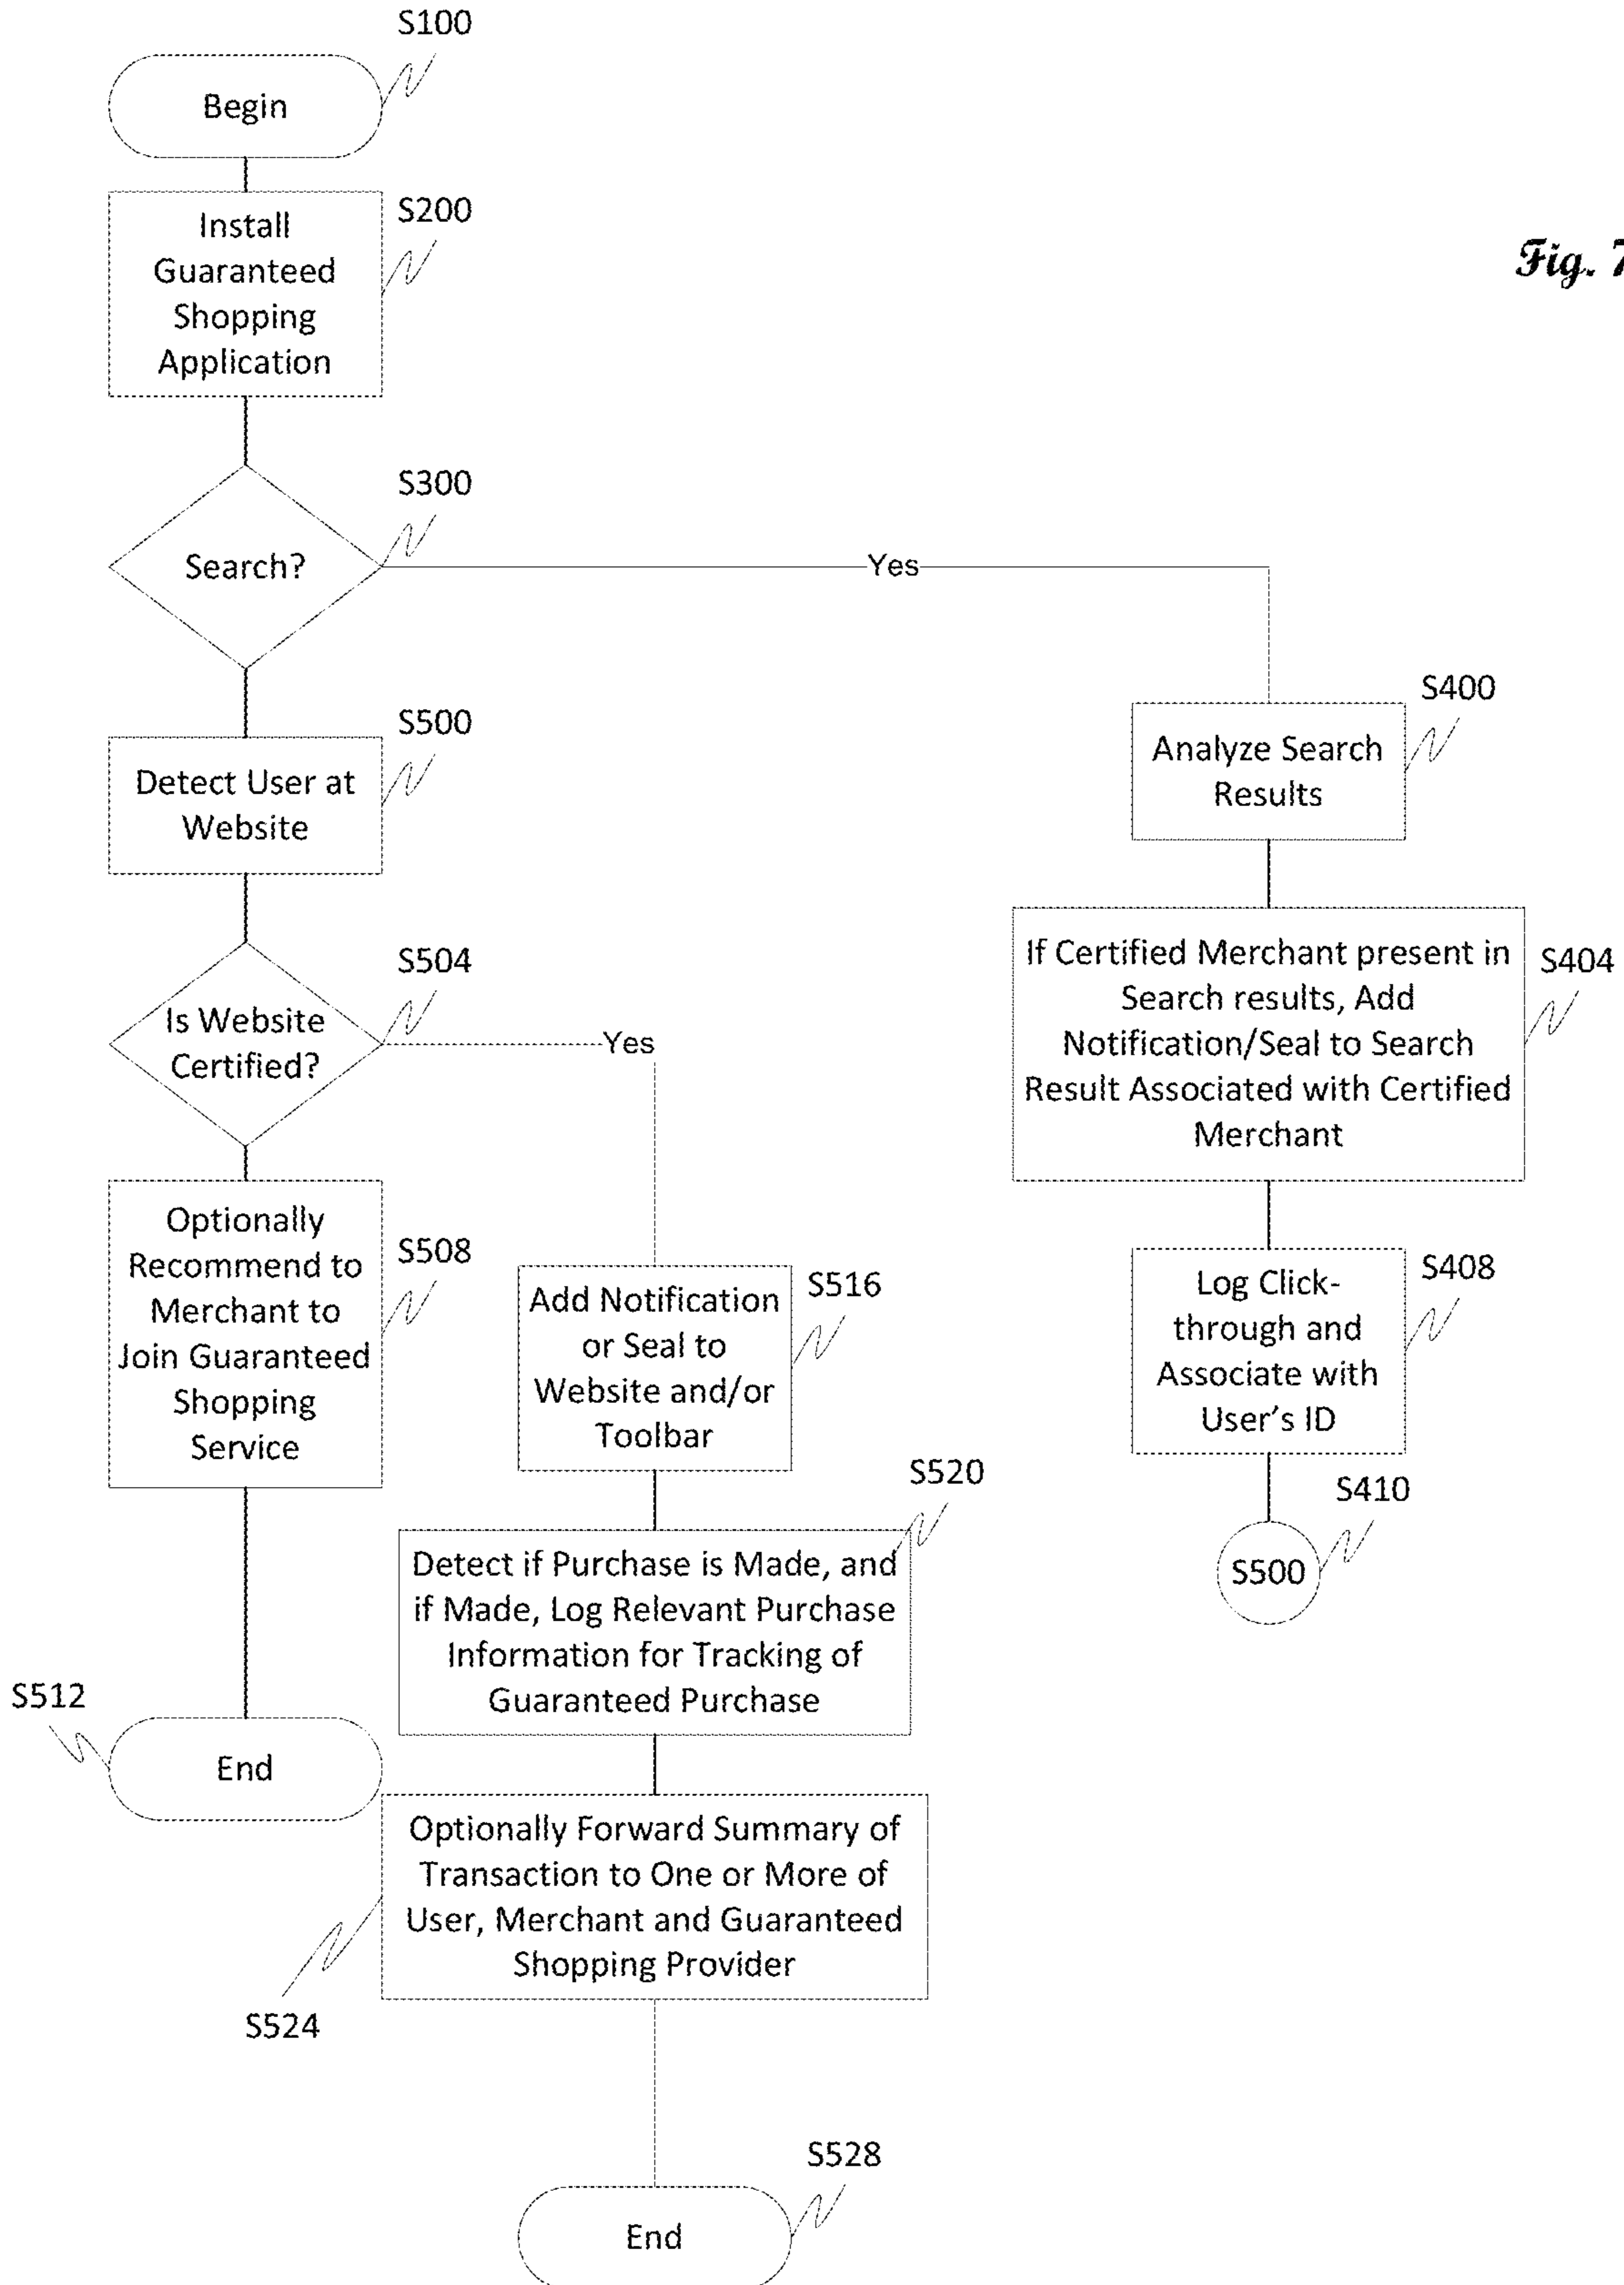 S100
Begin
S200
Install
Guaranteed
Shopping
Application
Fig. 7
S300
Search?
Yes
S400
Analyze Search
Results
S500
Detect User at
Website
S404
If Certified Merchant present in
Search results, Add
Notification/Seal to Search
Result Associated with Certified
Merchant
S504
Is Website
Certified?
Yes
S408
Log Click-
through and
Associate with
User's ID
S410
S500
S508
Optionally
Recommend to
Merchant to
Join Guaranteed
Shopping
Service
S516
Add Notification
or Seal to
Website and/or
Toolbar
S520
Detect if Purchase is Made, and
if Made, Log Relevant Purchase
Information for Tracking of
Guaranteed Purchase
S512
End
Optionally Forward Summary of
Transaction to One or More of
User, Merchant and Guaranteed
Shopping Provider
S524
S528
End